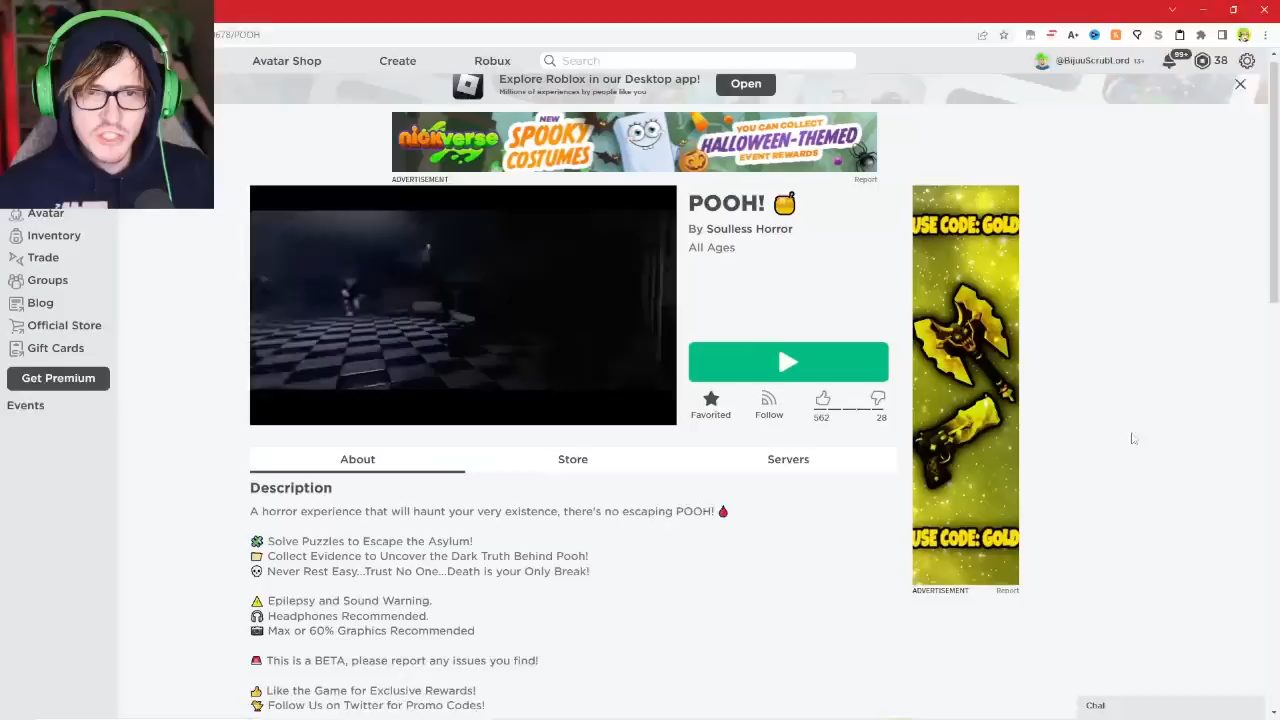 0678/POOH
Avatar Shop
Create
Robux
Search
@BijuuScrubLord 13+
99+
38
Explore Roblox in our Desktop app!
Millions of experiences by people like you
Open
nickverse
NEW
SPOOKY
COSTUMES
YOU CAN COLLECT
HALLOWEEN-THEMED
EVENT REWARDS
ADVERTISEMENT
Report
Avatar
Inventory
Trade
Groups
Blog
Official Store
Gift Cards
Get Premium
Events
POOH! 🍯
By Soulless Horror
All Ages
Favorited
Follow
562
28
USE CODE: GOLD
USE CODE: GOLD
ADVERTISEMENT
Report
About
Store
Servers
Description
A horror experience that will haunt your very existence, there's no escaping POOH! 🩸
🧩 Solve Puzzles to Escape the Asylum!
📁 Collect Evidence to Uncover the Dark Truth Behind Pooh!
💀 Never Rest Easy...Trust No One...Death is your Only Break!
⚠️ Epilepsy and Sound Warning.
🎧 Headphones Recommended.
📷 Max or 60% Graphics Recommended
🚨 This is a BETA, please report any issues you find!
👍 Like the Game for Exclusive Rewards!
🏆 Follow Us on Twitter for Promo Codes!
Chat